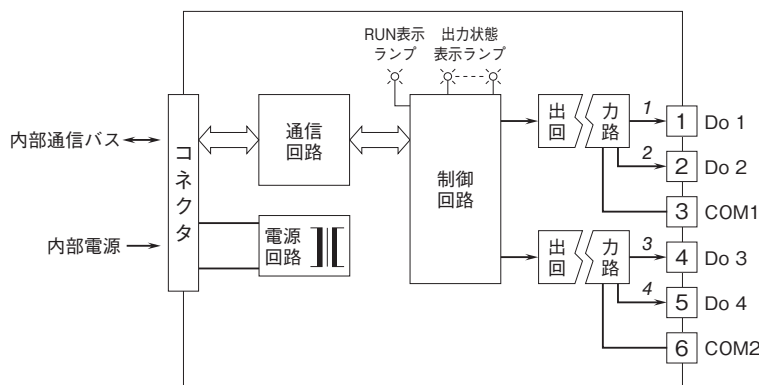 RUN表示
ランプ
出力状態
表示ランプ
内部通信バス
コネクタ
通信
回路
制御
回路
出力
回路
1
1 Do 1
2
2 Do 2
3 COM1
内部電源
電源
回路
出力
回路
3
4 Do 3
4
5 Do 4
6 COM2